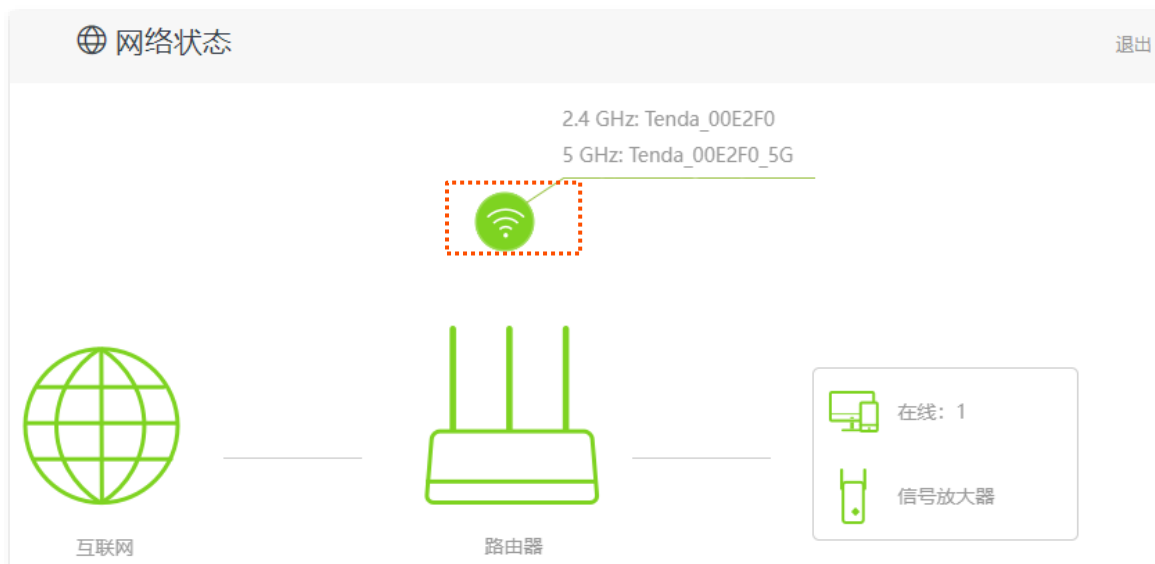 网络状态
退出
2.4 GHz: Tenda_00E2F0
5 GHz: Tenda_00E2F0_5G
在线：1
信号放大器
互联网
路由器